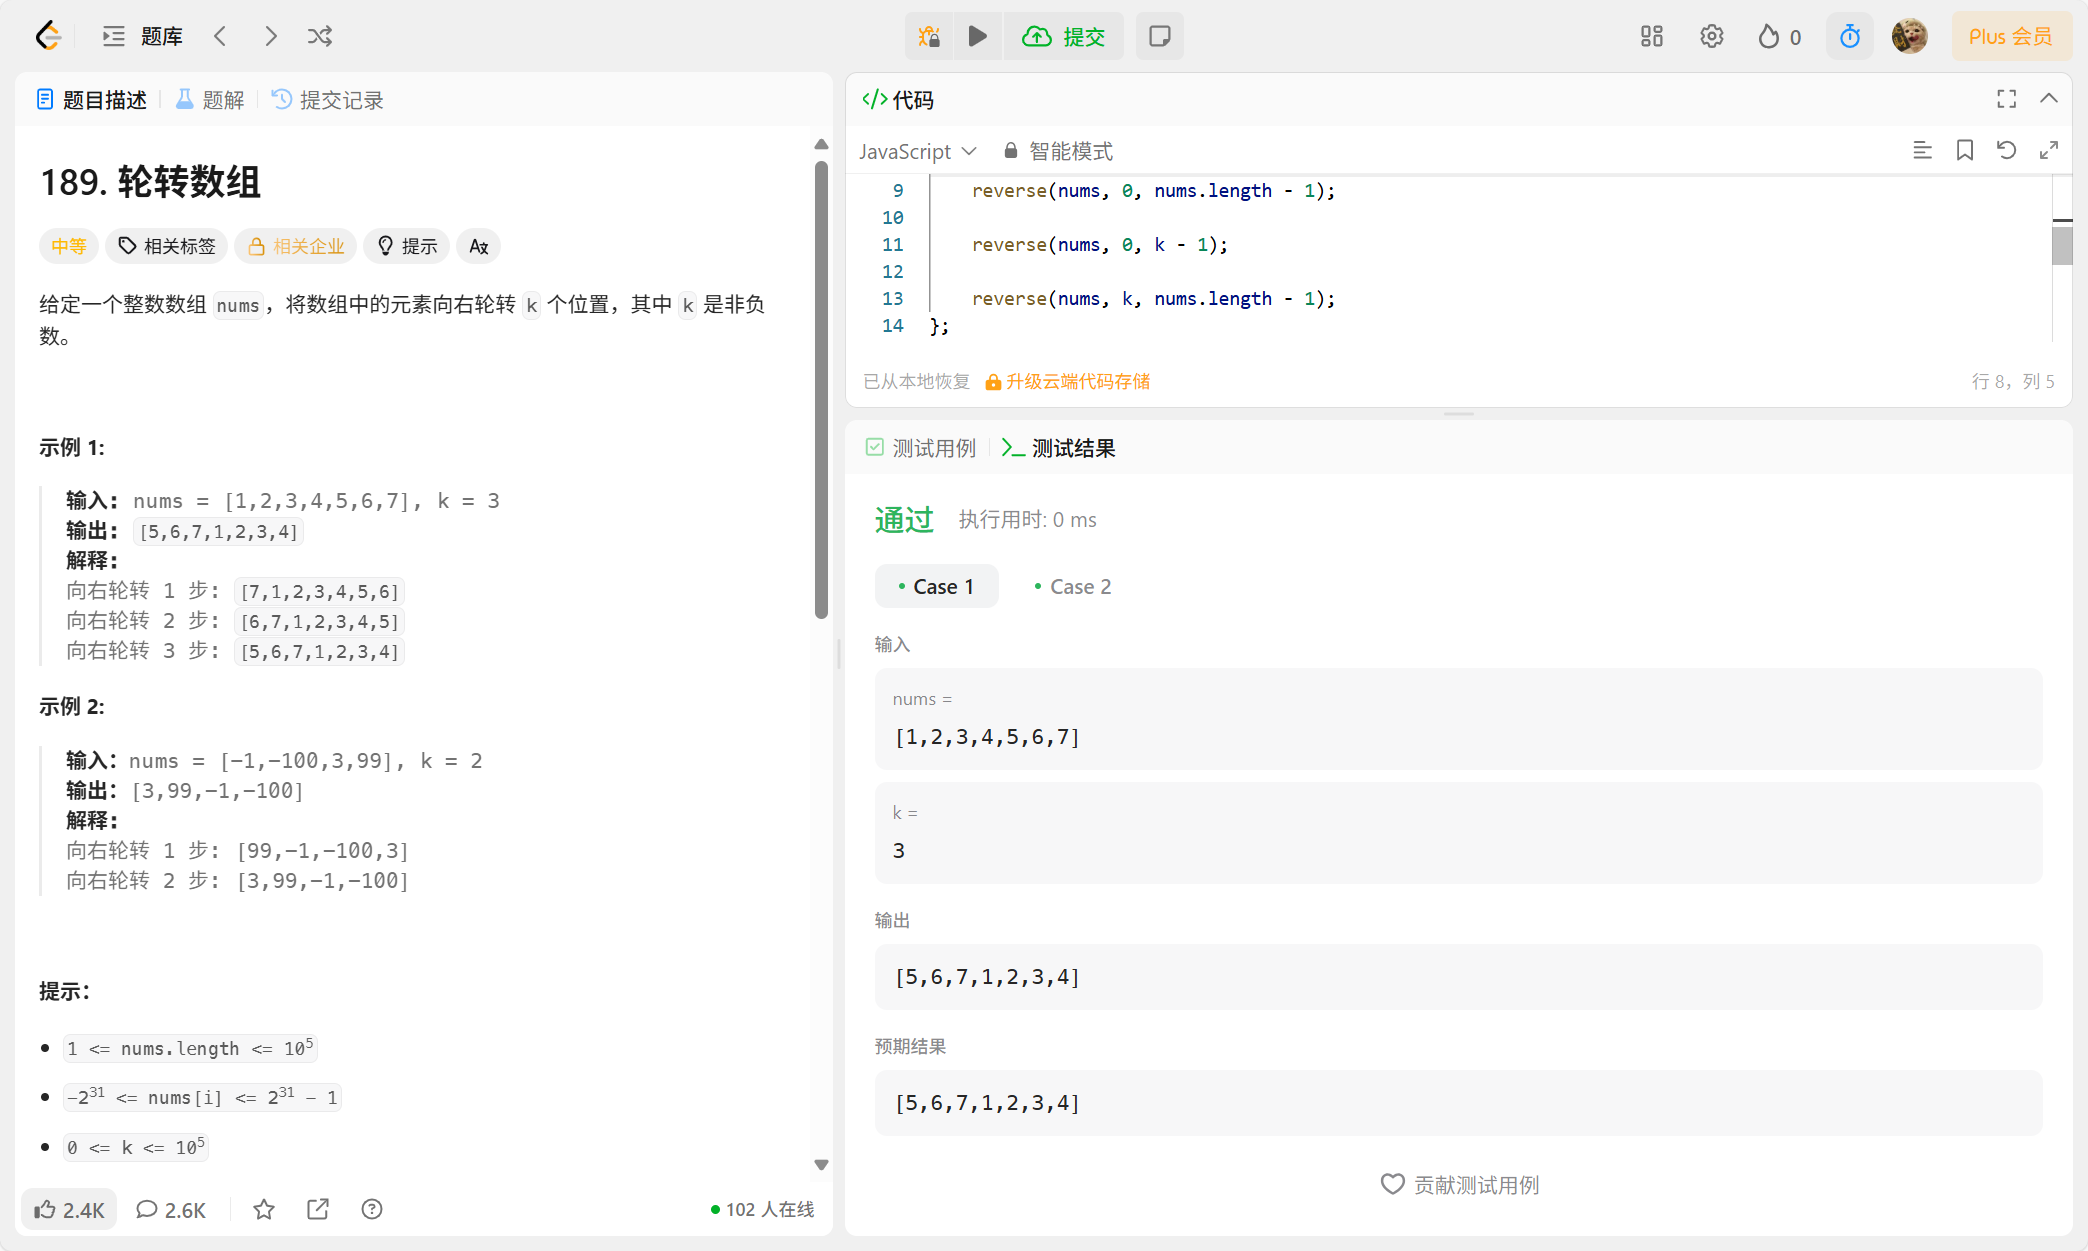 题库
提交
0
Plus 会员
题目描述
题解
提交记录
189. 轮转数组
中等
相关标签
相关企业
提示
给定一个整数数组 nums，将数组中的元素向右轮转 k 个位置，其中 k 是非负
数。
示例 1:
输入: nums = [1,2,3,4,5,6,7], k = 3
输出: [5,6,7,1,2,3,4]
解释:
向右轮转 1 步: [7,1,2,3,4,5,6]
向右轮转 2 步: [6,7,1,2,3,4,5]
向右轮转 3 步: [5,6,7,1,2,3,4]
示例 2:
输入：nums = [-1,-100,3,99], k = 2
输出：[3,99,-1,-100]
解释:
向右轮转 1 步: [99,-1,-100,3]
向右轮转 2 步: [3,99,-1,-100]
提示：
1 <= nums.length <= 10⁵
-2³¹ <= nums[i] <= 2³¹ - 1
0 <= k <= 10⁵
2.4K
2.6K
102 人在线
代码
JavaScript
智能模式
9 reverse(nums, 0, nums.length - 1);
10
11 reverse(nums, 0, k - 1);
12
13 reverse(nums, k, nums.length - 1);
14 };
已从本地恢复
升级云端代码存储
行 8，列 5
测试用例
测试结果
通过
执行用时: 0 ms
Case 1
Case 2
输入
nums =
[1,2,3,4,5,6,7]
k =
3
输出
[5,6,7,1,2,3,4]
预期结果
[5,6,7,1,2,3,4]
贡献测试用例